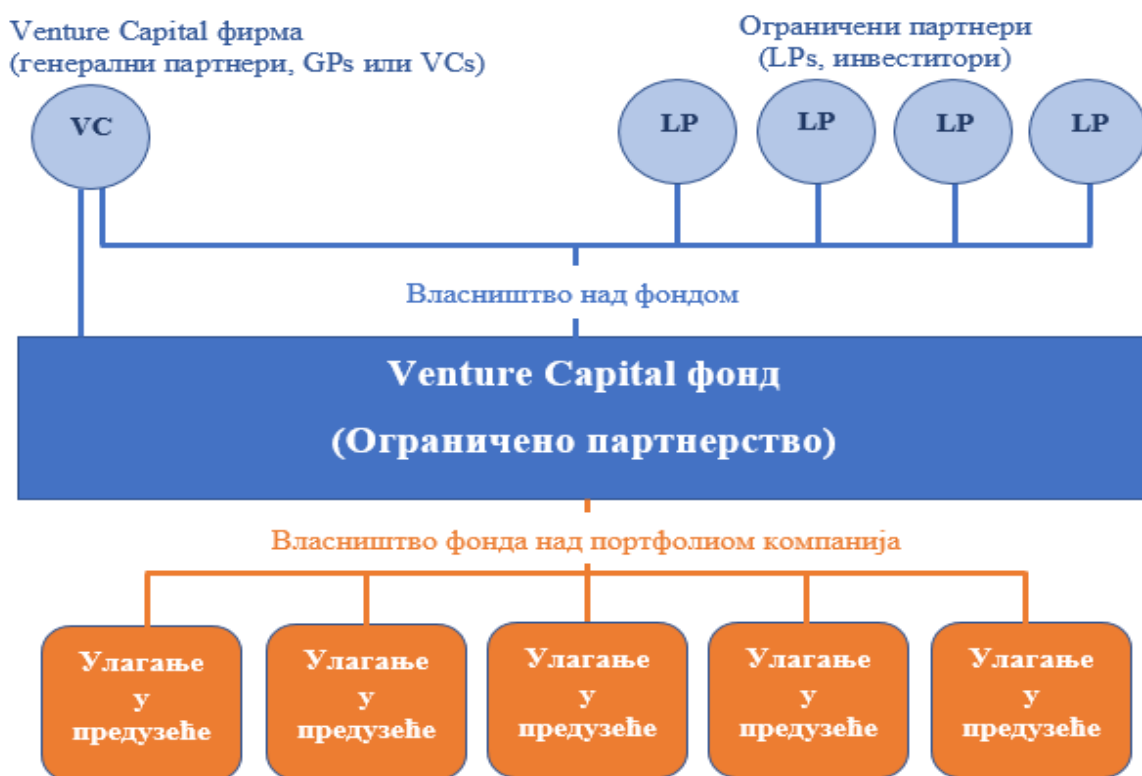 Venture Capital фирма
(генерални партнери, GPs или VCs)
Ограничени партнери
(LPs, инвеститори)
VC
LP
LP
LP
LP
Власништво над фондом
Venture Capital фонд
(Ограничено партнерство)
Власништво фонда над портфолиом компанија
Улагање
у
предузеће
Улагање
у
предузеће
Улагање
у
предузеће
Улагање
у
предузеће
Улагање
у
предузеће